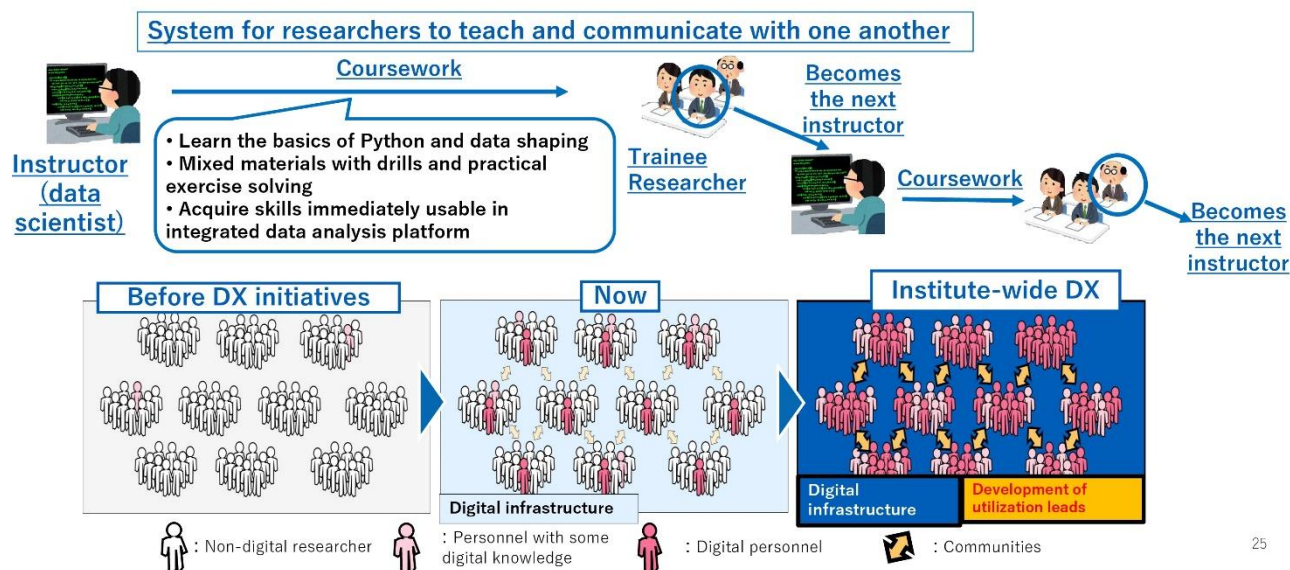 System for researchers to teach and communicate with one another
Coursework
Instructor
(data
scientist)
• Learn the basics of Python and data shaping
• Mixed materials with drills and practical
exercise solving
• Acquire skills immediately usable in
integrated data analysis platform
Trainee
Researcher
Becomes
the next
instructor
Coursework
Becomes
the next
instructor
Before DX initiatives
Now
Institute-wide DX
Digital infrastructure
Digital
infrastructure
Development of
utilization leads
: Non-digital researcher
: Personnel with some
digital knowledge
: Digital personnel
: Communities
25